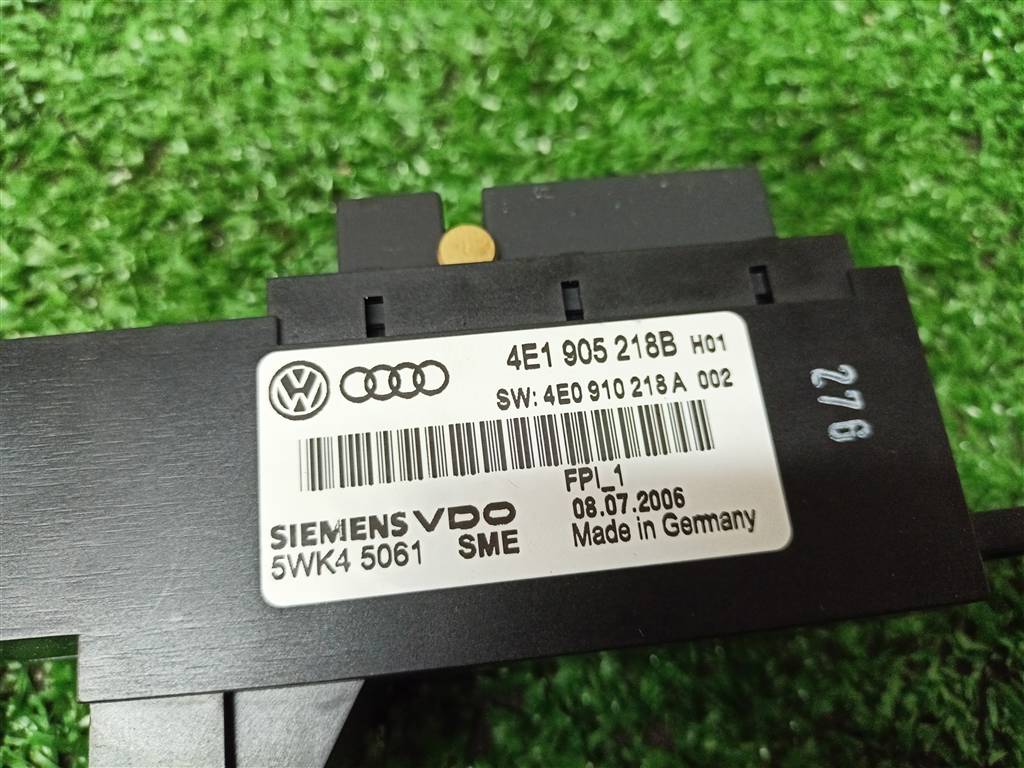 4E1 905 218B H01
SW: 4E0 910 218 A 002
FPI_1
08.07.2006
Made in Germany
SIEMENS VDO
5WK4 5061 SME
276